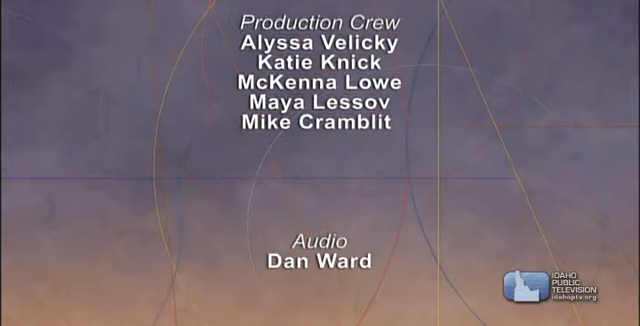 Production Crew
Alyssa Velicky
Katie Knick
McKenna Lowe
Maya Lessov
Mike Cramblit
Audio
Dan Ward
IDAHO
PUBLIC
TELEVISION
idahoptv.org